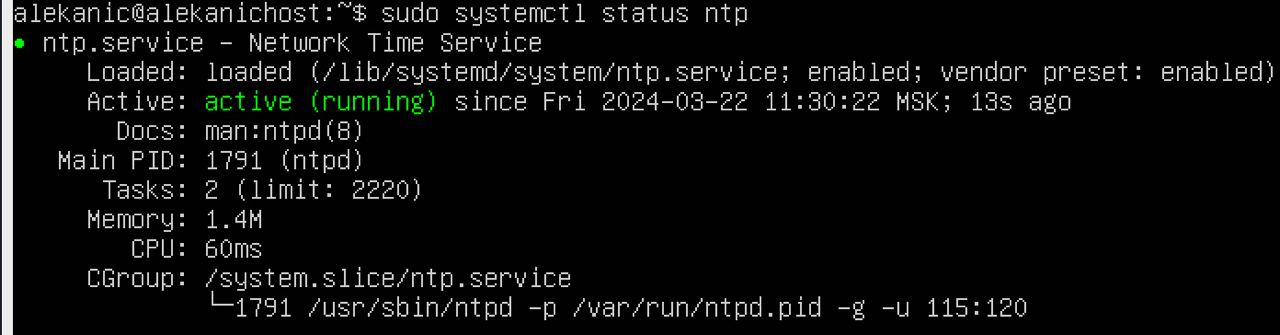 alekanic@alekanichost:~$ sudo systemctl status ntp
● ntp.service - Network Time Service
Loaded: loaded (/lib/systemd/system/ntp.service; enabled; vendor preset: enabled)
Active: active (running) since Fri 2024-03-22 11:30:22 MSK; 13s ago
Docs: man:ntpd(8)
Main PID: 1791 (ntpd)
Tasks: 2 (limit: 2220)
Memory: 1.4M
CPU: 60ms
CGroup: /system.slice/ntp.service
└─1791 /usr/sbin/ntpd -p /var/run/ntpd.pid -g -u 115:120